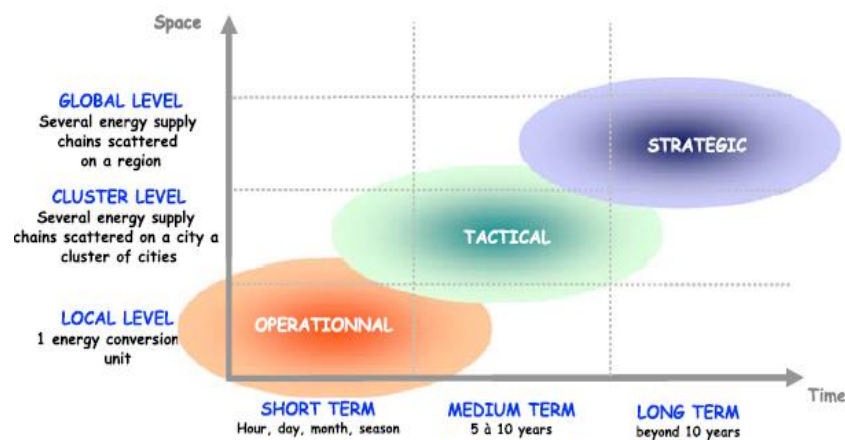 Space
GLOBAL LEVEL
Several energy supply
chains scattered
on a region
STRATEGIC
CLUSTER LEVEL
Several energy supply
chains scattered on a city a
cluster of cities
TACTICAL
LOCAL LEVEL
1 energy conversion
unit
OPERATIONNAL
Time
SHORT TERM
Hour, day, month, season
MEDIUM TERM
5 à 10 years
LONG TERM
beyond 10 years